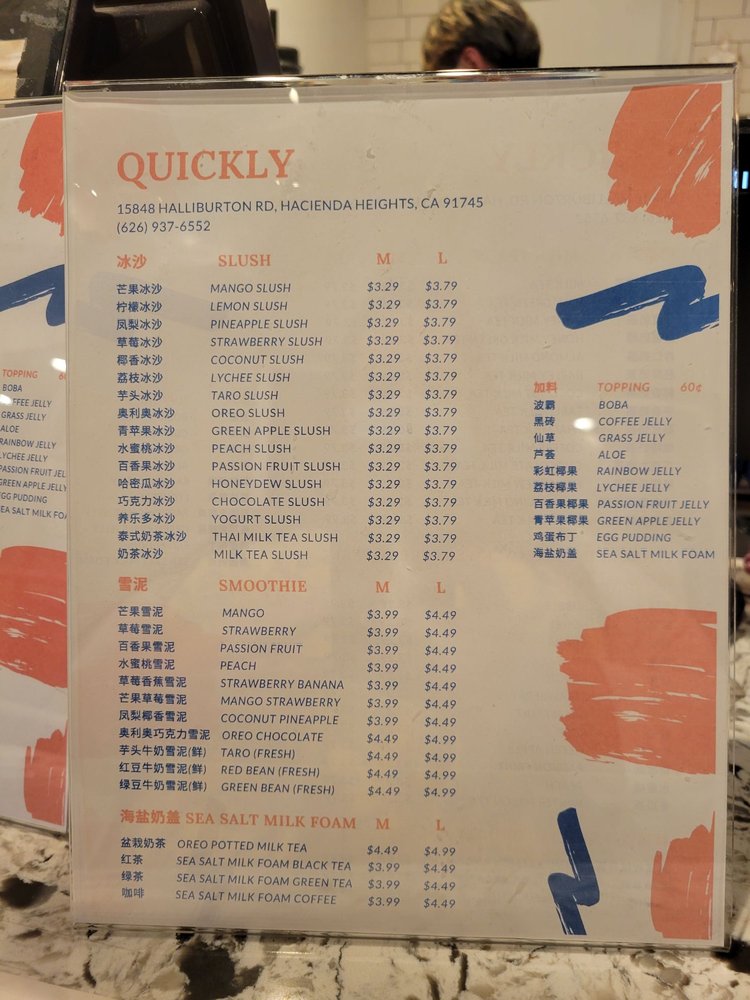 QUICKLY
15848 HALLIBURTON RD, HACIENDA HEIGHTS, CA 91745
(626) 937-6552
冰沙 SLUSH M L
芒果冰沙 MANGO SLUSH $3.29 $3.79
柠檬冰沙 LEMON SLUSH $3.29 $3.79
凤梨冰沙 PINEAPPLE SLUSH $3.29 $3.79
草莓冰沙 STRAWBERRY SLUSH $3.29 $3.79
椰香冰沙 COCONUT SLUSH $3.29 $3.79
荔枝冰沙 LYCHEE SLUSH $3.29 $3.79
芋头冰沙 TARO SLUSH $3.29 $3.79
奥利奥冰沙 OREO SLUSH $3.29 $3.79
青苹果冰沙 GREEN APPLE SLUSH $3.29 $3.79
水蜜桃冰沙 PEACH SLUSH $3.29 $3.79
百香果冰沙 PASSION FRUIT SLUSH $3.29 $3.79
哈密瓜冰沙 HONEYDEW SLUSH $3.29 $3.79
巧克力冰沙 CHOCOLATE SLUSH $3.29 $3.79
养乐多冰沙 YOGURT SLUSH $3.29 $3.79
泰式奶茶冰沙 THAI MILK TEA SLUSH $3.29 $3.79
奶茶冰沙 MILK TEA SLUSH $3.29 $3.79
雪泥 SMOOTHIE M L
芒果雪泥 MANGO $3.99 $4.49
草莓雪泥 STRAWBERRY $3.99 $4.49
百香果雪泥 PASSION FRUIT $3.99 $4.49
水蜜桃雪泥 PEACH $3.99 $4.49
草莓香蕉雪泥 STRAWBERRY BANANA $3.99 $4.49
芒果草莓雪泥 MANGO STRAWBERRY $3.99 $4.49
凤梨椰香雪泥 COCONUT PINEAPPLE $3.99 $4.49
奥利奥巧克力雪泥 OREO CHOCOLATE $4.49 $4.99
芋头牛奶雪泥(鲜) TARO (FRESH) $4.49 $4.99
红豆牛奶雪泥(鲜) RED BEAN (FRESH) $4.49 $4.99
绿豆牛奶雪泥(鲜) GREEN BEAN (FRESH) $4.49 $4.99
海盐奶盖 SEA SALT MILK FOAM M L
盆栽奶茶 OREO POTTED MILK TEA $4.49 $4.99
红茶 SEA SALT MILK FOAM BLACK TEA $3.99 $4.49
绿茶 SEA SALT MILK FOAM GREEN TEA $3.99 $4.49
咖啡 SEA SALT MILK FOAM COFFEE $3.99 $4.49
加料 TOPPING 60¢
波霸 BOBA
黑砖 COFFEE JELLY
仙草 GRASS JELLY
芦荟 ALOE
彩虹椰果 RAINBOW JELLY
荔枝椰果 LYCHEE JELLY
百香果椰果 PASSION FRUIT JELLY
青苹果椰果 GREEN APPLE JELLY
鸡蛋布丁 EGG PUDDING
海盐奶盖 SEA SALT MILK FOAM
TOPPING
BOBA
COFFEE JELLY
GRASS JELLY
ALOE
RAINBOW JELLY
LYCHEE JELLY
PASSION FRUIT JEL
GREEN APPLE JELLY
EGG PUDDING
SEA SALT MILK FOA